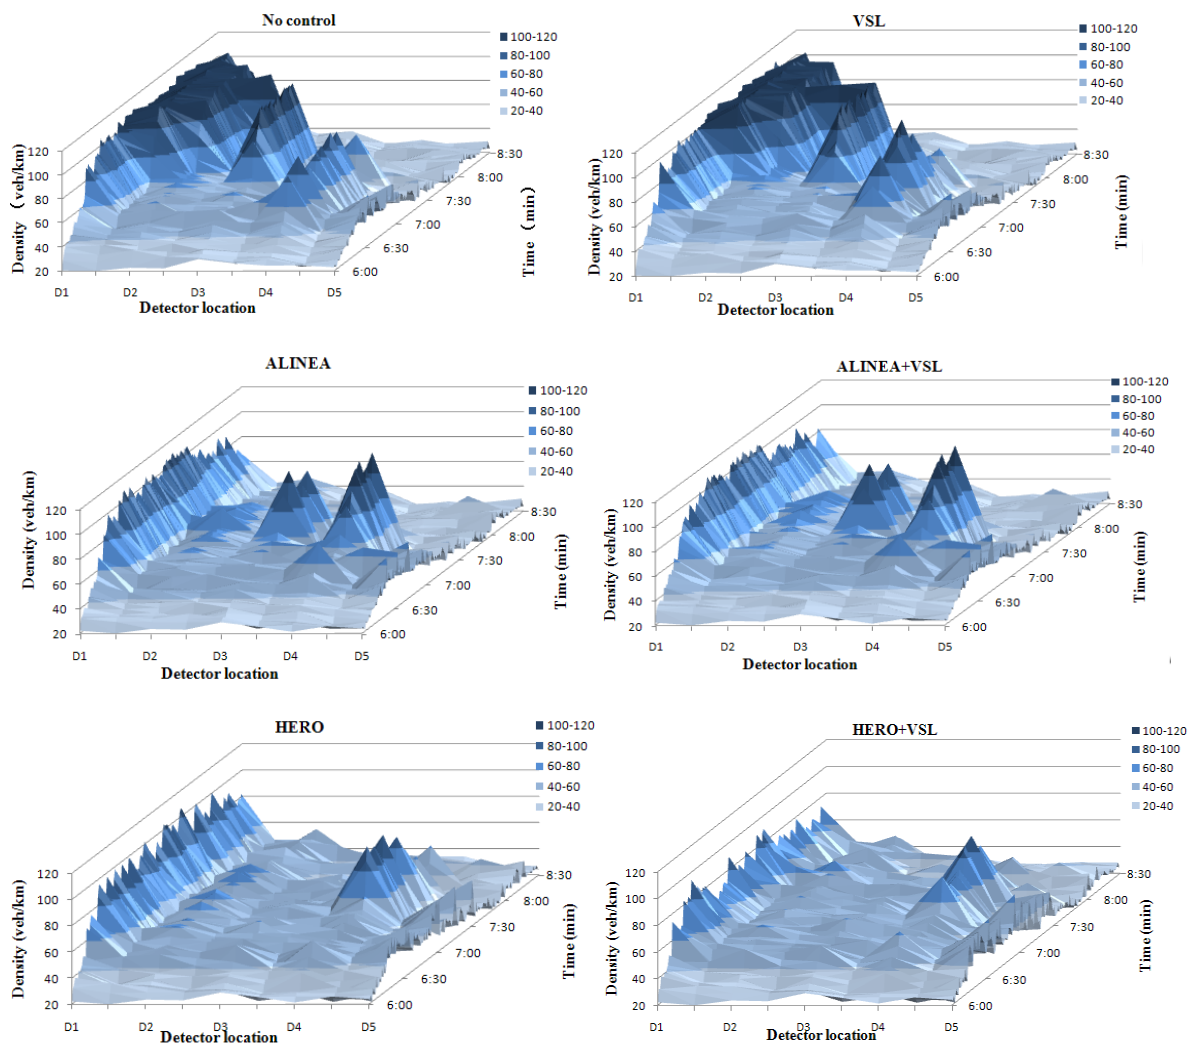 No control
100-120
80-100
60-80
40-60
20-40
120
100
80
60
40
20
Density （veh/km)
D1
D2
D3
D4
D5
Detector location
6:00
6:30
7:00
7:30
8:00
8:30
Time （min)
VSL
100-120
80-100
60-80
40-60
20-40
120
100
80
60
40
20
Density (veh/km)
D1
D2
D3
D4
D5
Detector location
6:00
6:30
7:00
7:30
8:00
8:30
Time (min)
ALINEA
100-120
80-100
60-80
40-60
20-40
120
100
80
60
40
20
Density (veh/km)
D1
D2
D3
D4
D5
Detector location
6:00
6:30
7:00
7:30
8:00
8:30
Time (min)
ALINEA+VSL
100-120
80-100
60-80
40-60
20-40
120
100
80
60
40
20
Density (veh/km)
D1
D2
D3
D4
D5
Detector location
6:00
6:30
7:00
7:30
8:00
8:30
Time (min)
HERO
100-120
80-100
60-80
40-60
20-40
120
100
80
60
40
20
Density (veh/km)
D1
D2
D3
D4
D5
Detector location
6:00
6:30
7:00
7:30
8:00
8:30
Time (min)
HERO+VSL
100-120
80-100
60-80
40-60
20-40
120
100
80
60
40
20
Density (veh/km)
D1
D2
D3
D4
D5
Detector location
6:00
6:30
7:00
7:30
8:00
8:30
Time (min)